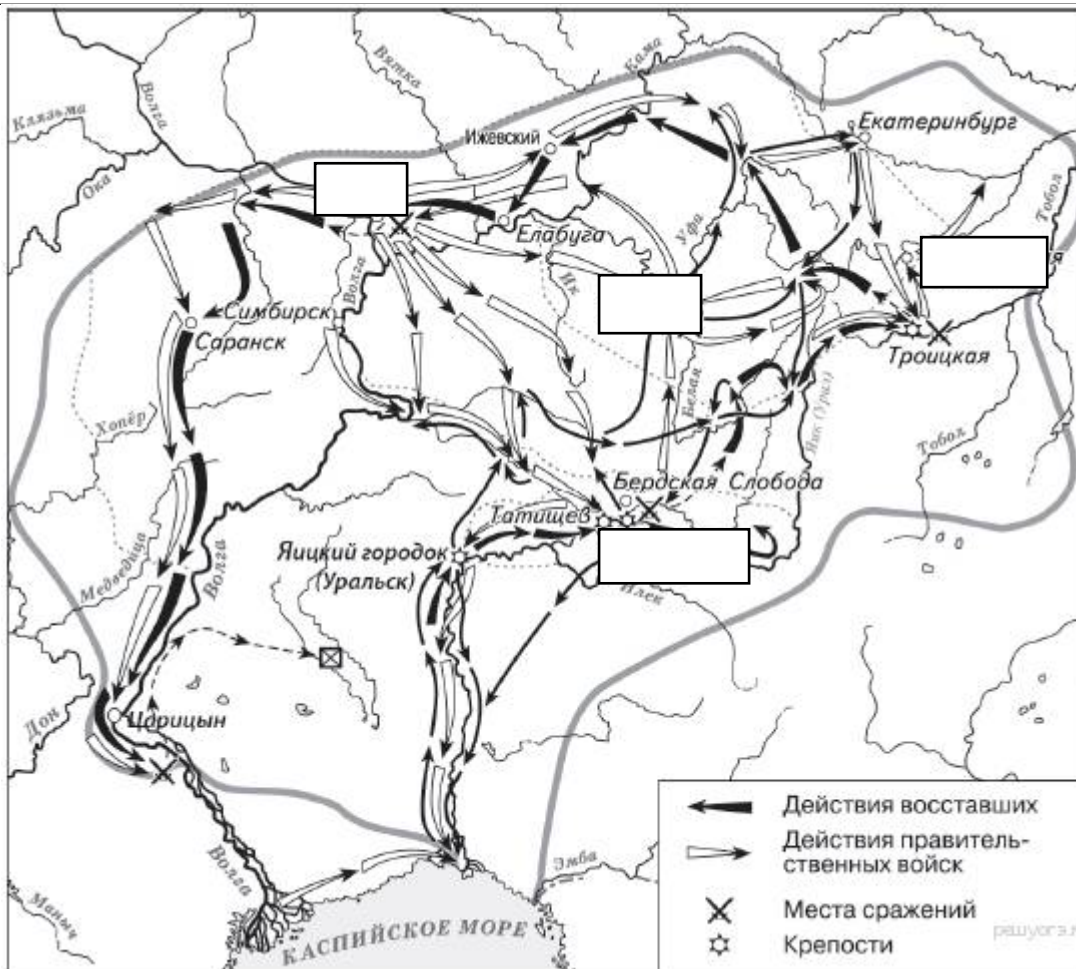 Клязьма
Волга
Вятка
Кама
Ока
Ижевский
Екатеринбург
Тобол
Елабуга
Уфа
я
Волга
Ик
Симбирск
Саранск
Троицкая
Белая
Яик (Урал)
Хопёр
Тобол
Бердская Слобода
Татищев
Медведица
Волга
Яицкий городок
(Уральск)
Илек
Дон
Царицын
Волга
Эмба
Маныч
КАСПИЙСКОЕ МОРЕ
Действия восставших
Действия правитель-
ственных войск
Места сражений
Крепости